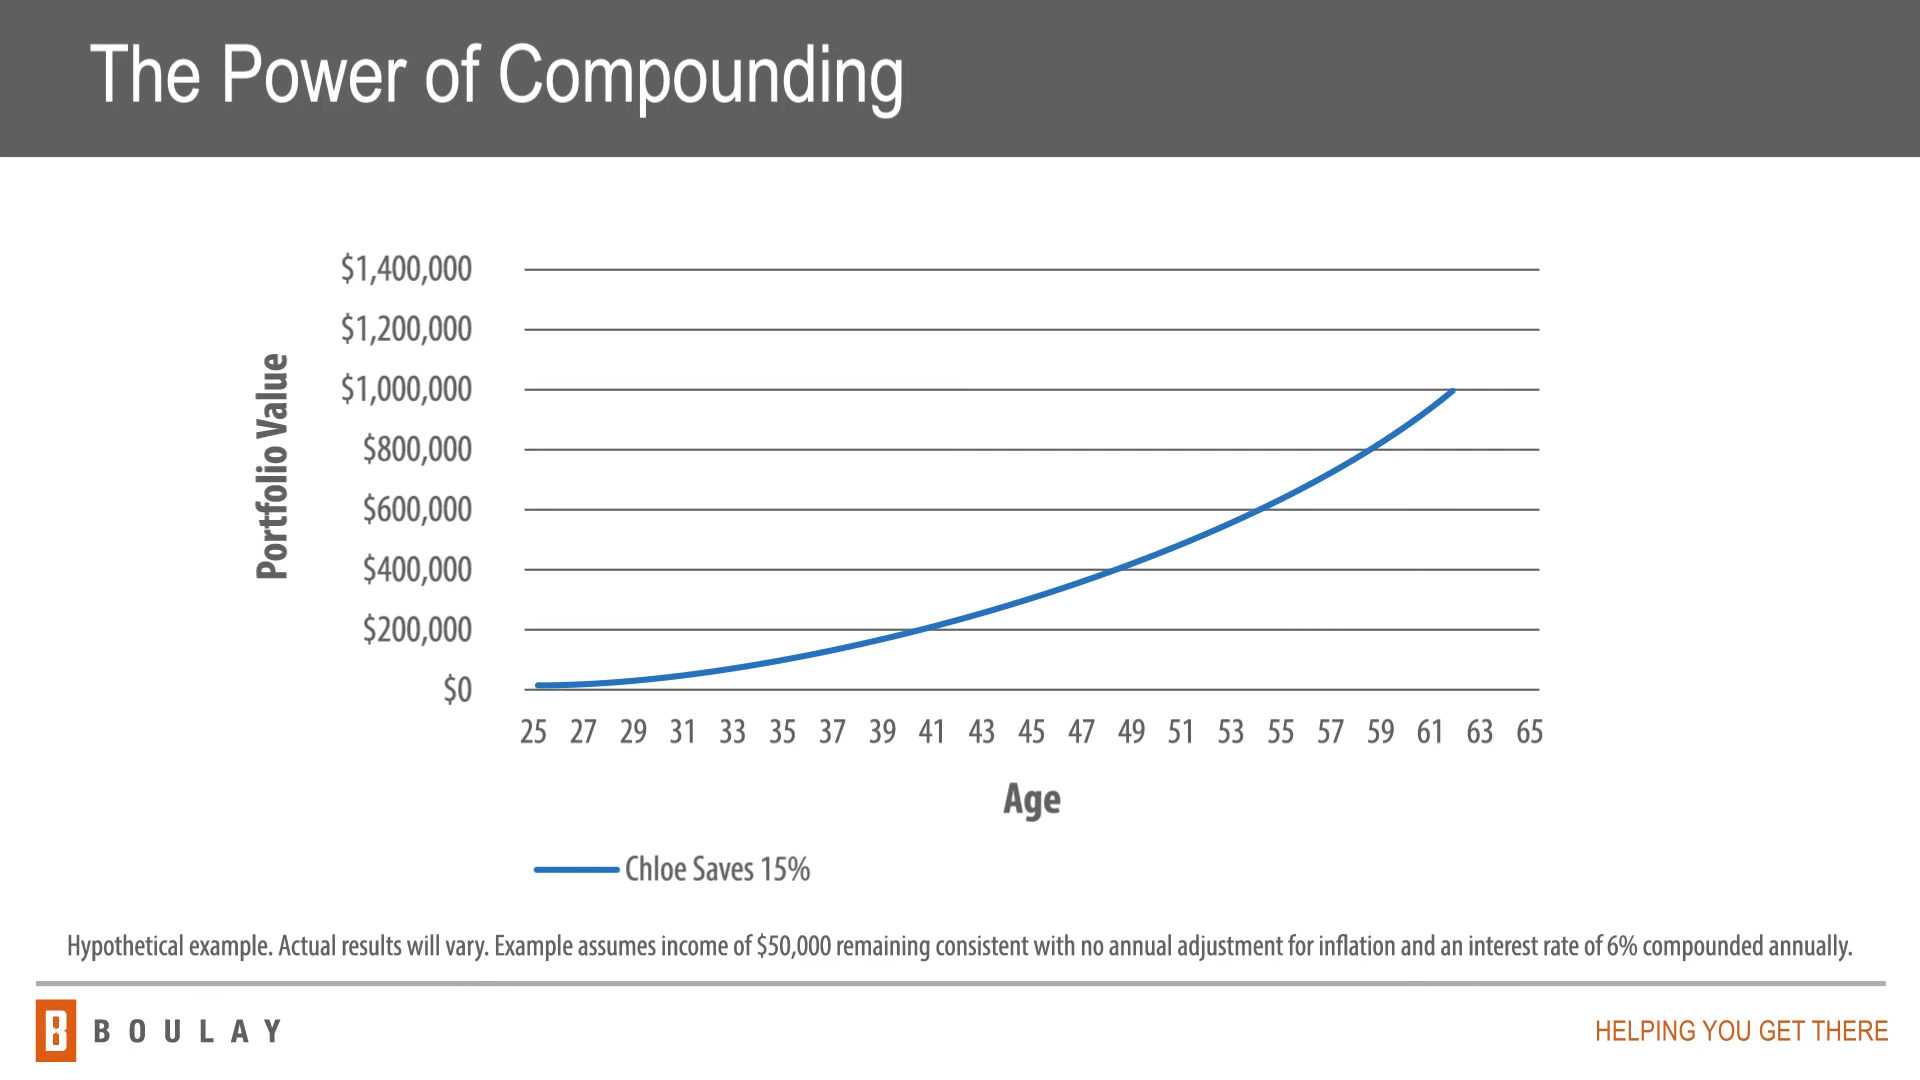 The Power of Compounding
$1,400,000
$1,200,000
$1,000,000
$800,000
$600,000
$400,000
$200,000
$0
Portfolio Value
25 27 29 31 33 35 37 39 41 43 45 47 49 51 53 55 57 59 61 63 65
Age
Chloe Saves 15%
Hypothetical example. Actual results will vary. Example assumes income of $50,000 remaining consistent with no annual adjustment for inflation and an interest rate of 6% compounded annually.
B BOULAY
HELPING YOU GET THERE